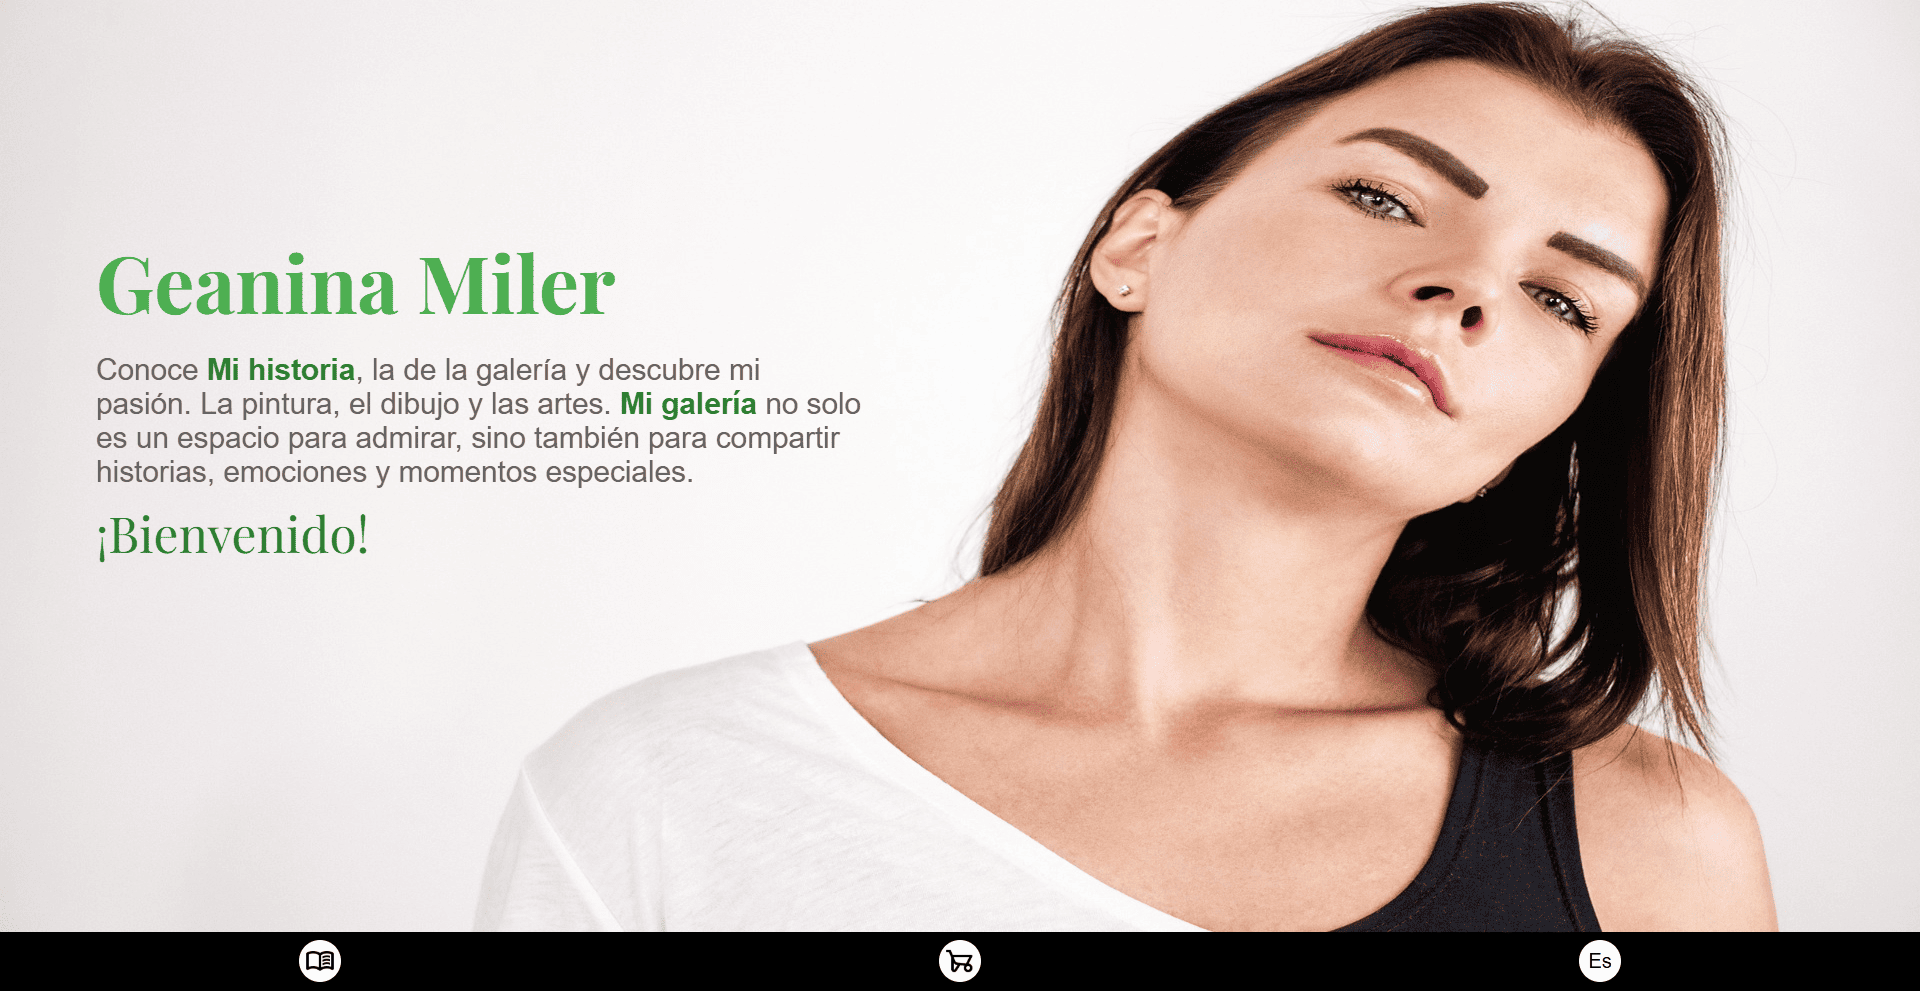 Geanina Miler
Conoce Mi historia, la de la galería y descubre mi
pasión. La pintura, el dibujo y las artes. Mi galería no solo
es un espacio para admirar, sino también para compartir
historias, emociones y momentos especiales.
¡Bienvenido!
Es